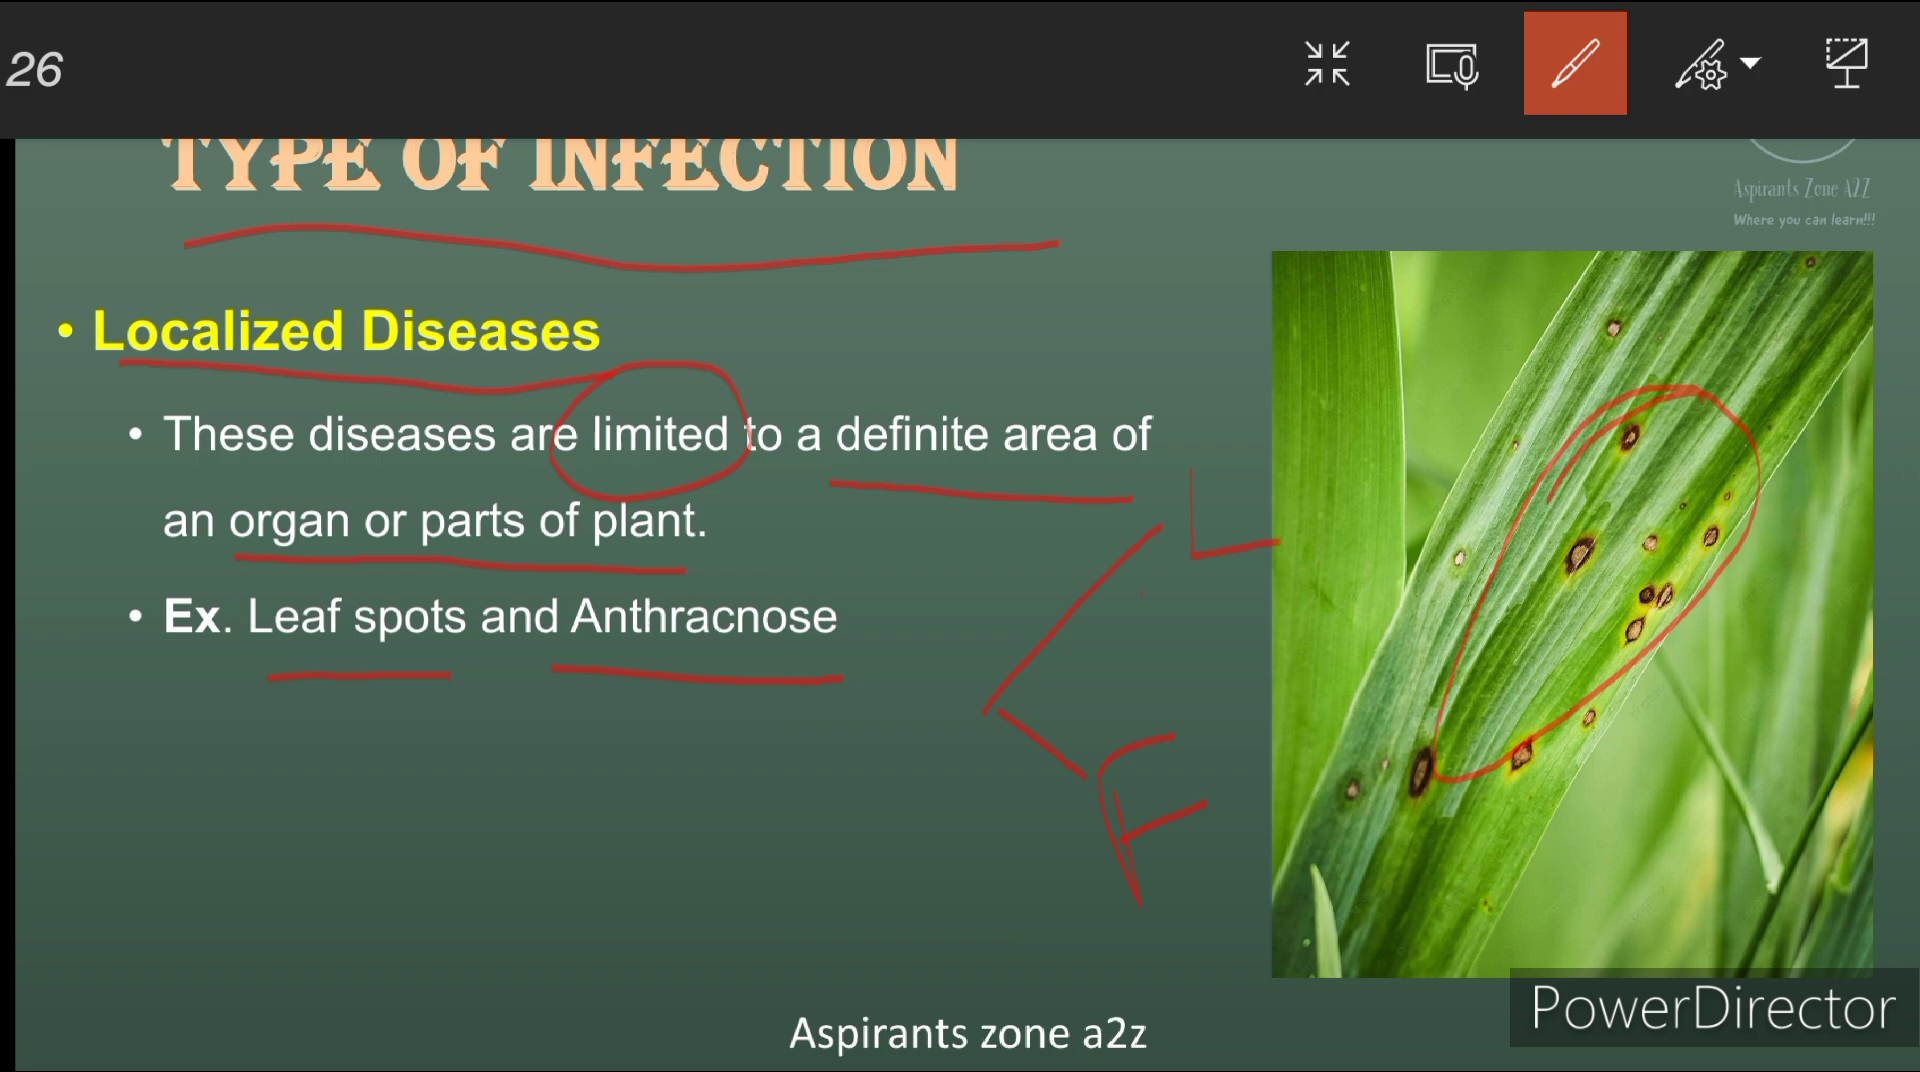 26
TYPE OF INFECTION
Aspirants Zone A2Z
Where you can learn!!!
• Localized Diseases
• These diseases are limited to a definite area of
an organ or parts of plant.
• Ex. Leaf spots and Anthracnose
L
F
PowerDirector
Aspirants zone a2z